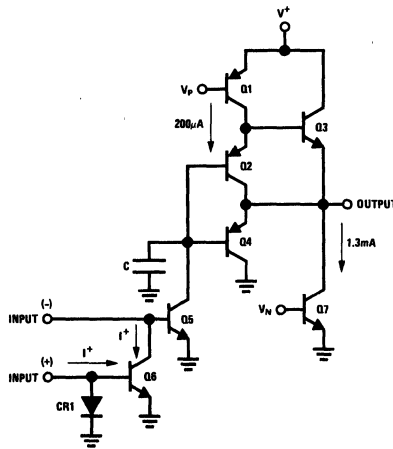 V+
VP
Q1
Q3
200μA
Q2
OUTPUT
Q4
1.3mA
C
(-)
INPUT
Q5
VN
Q7
I+
(+)
I+
INPUT
Q6
CR1